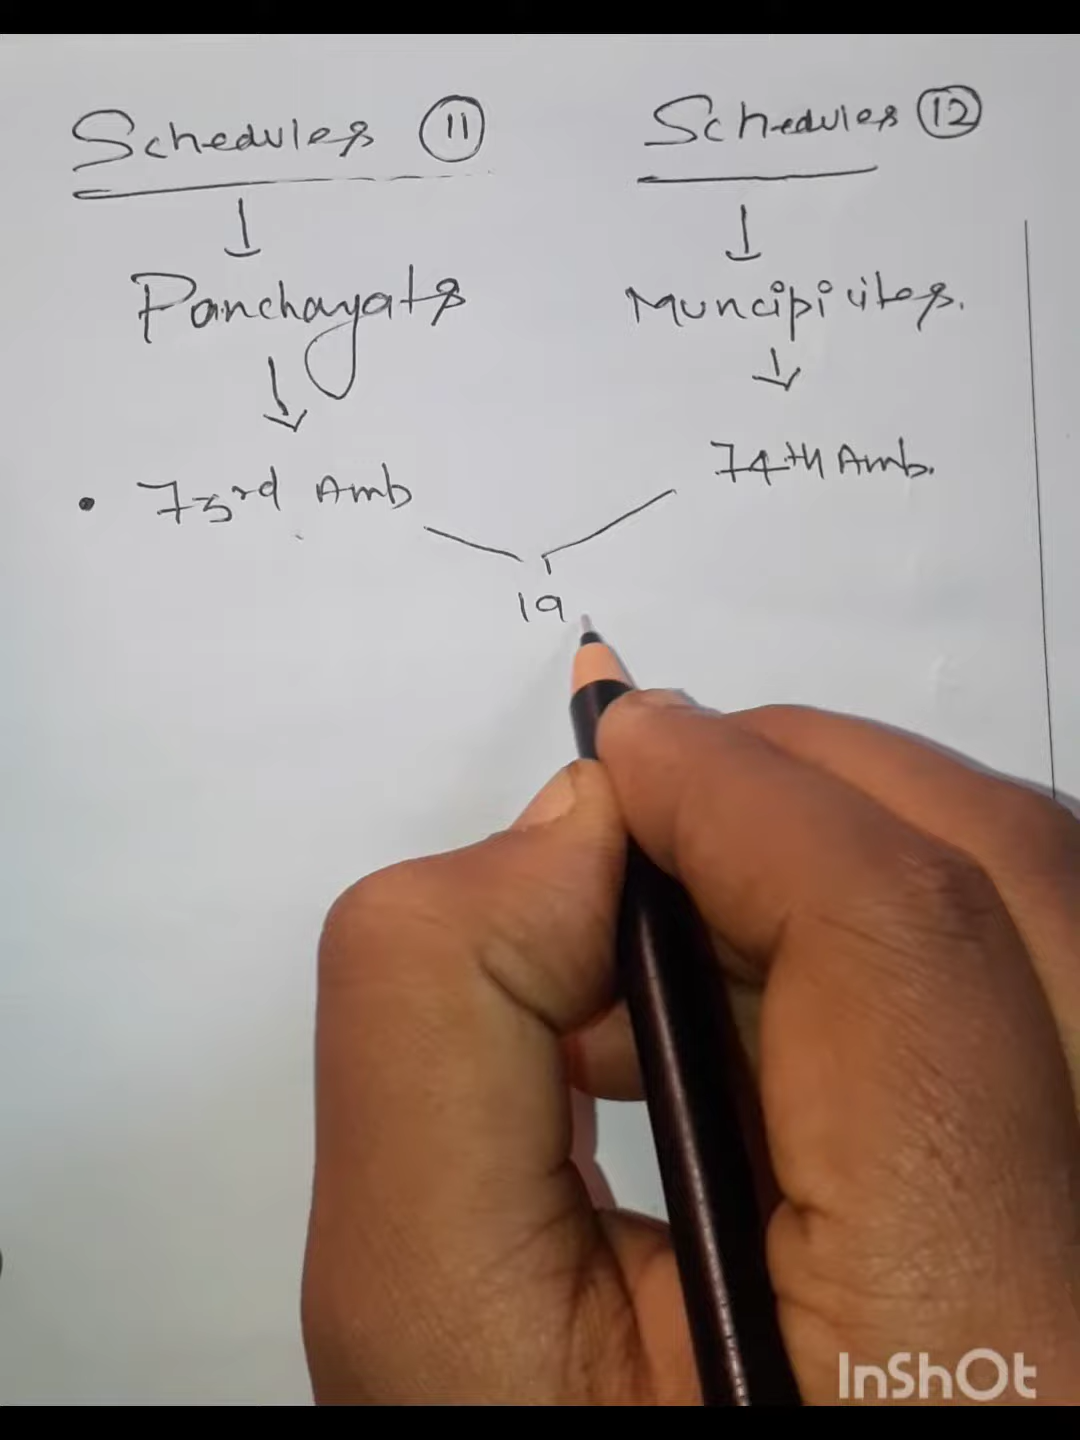 Schedules 11
Schedules 12
Panchayats
Muncipilites.
73rd Amb
74th Amb.
19
InShOt